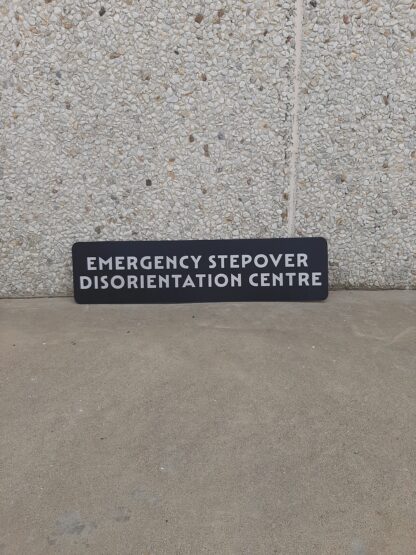 EMERGENCY STEPOVER
DISORIENTATION CENTRE